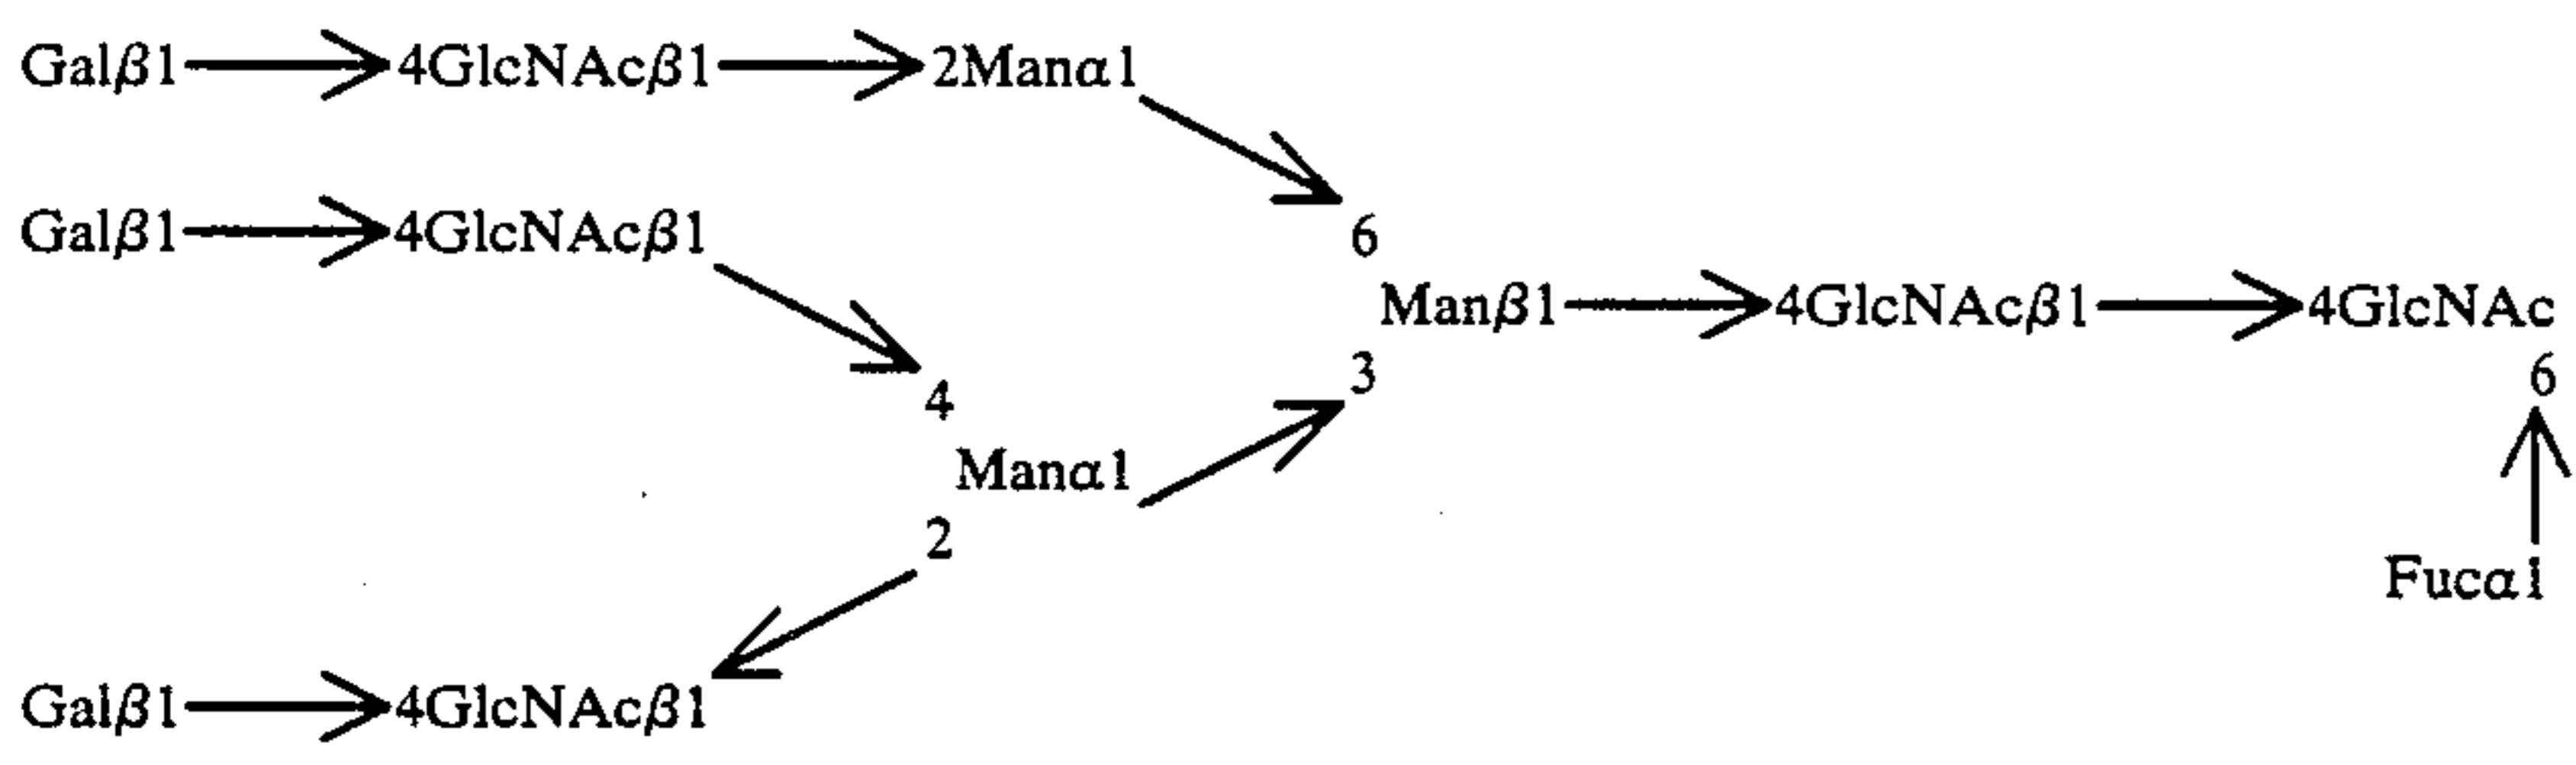 Galβ1 → 4GlcNAcβ1 → 2Manα1
6
Galβ1 → 4GlcNAcβ1
Manβ1 → 4GlcNAcβ1 → 4GlcNAc
3
6
4
Manα1
2
Fucα1
Galβ1 → 4GlcNAcβ1